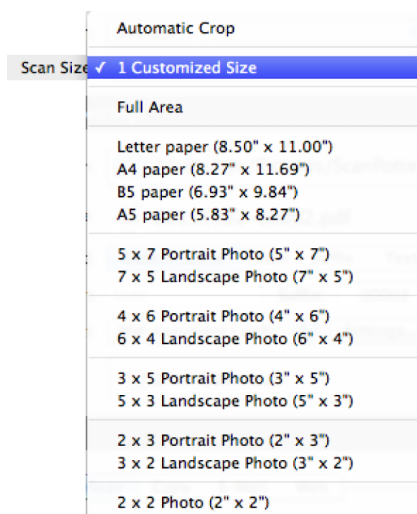 Automatic Crop
Scan Size ✓ 1 Customized Size
Full Area
Letter paper (8.50" x 11.00")
A4 paper (8.27" x 11.69")
B5 paper (6.93" x 9.84")
A5 paper (5.83" x 8.27")
5 x 7 Portrait Photo (5" x 7")
7 x 5 Landscape Photo (7" x 5")
4 x 6 Portrait Photo (4" x 6")
6 x 4 Landscape Photo (6" x 4")
3 x 5 Portrait Photo (3" x 5")
5 x 3 Landscape Photo (5" x 3")
2 x 3 Portrait Photo (2" x 3")
3 x 2 Landscape Photo (3" x 2")
2 x 2 Photo (2" x 2")